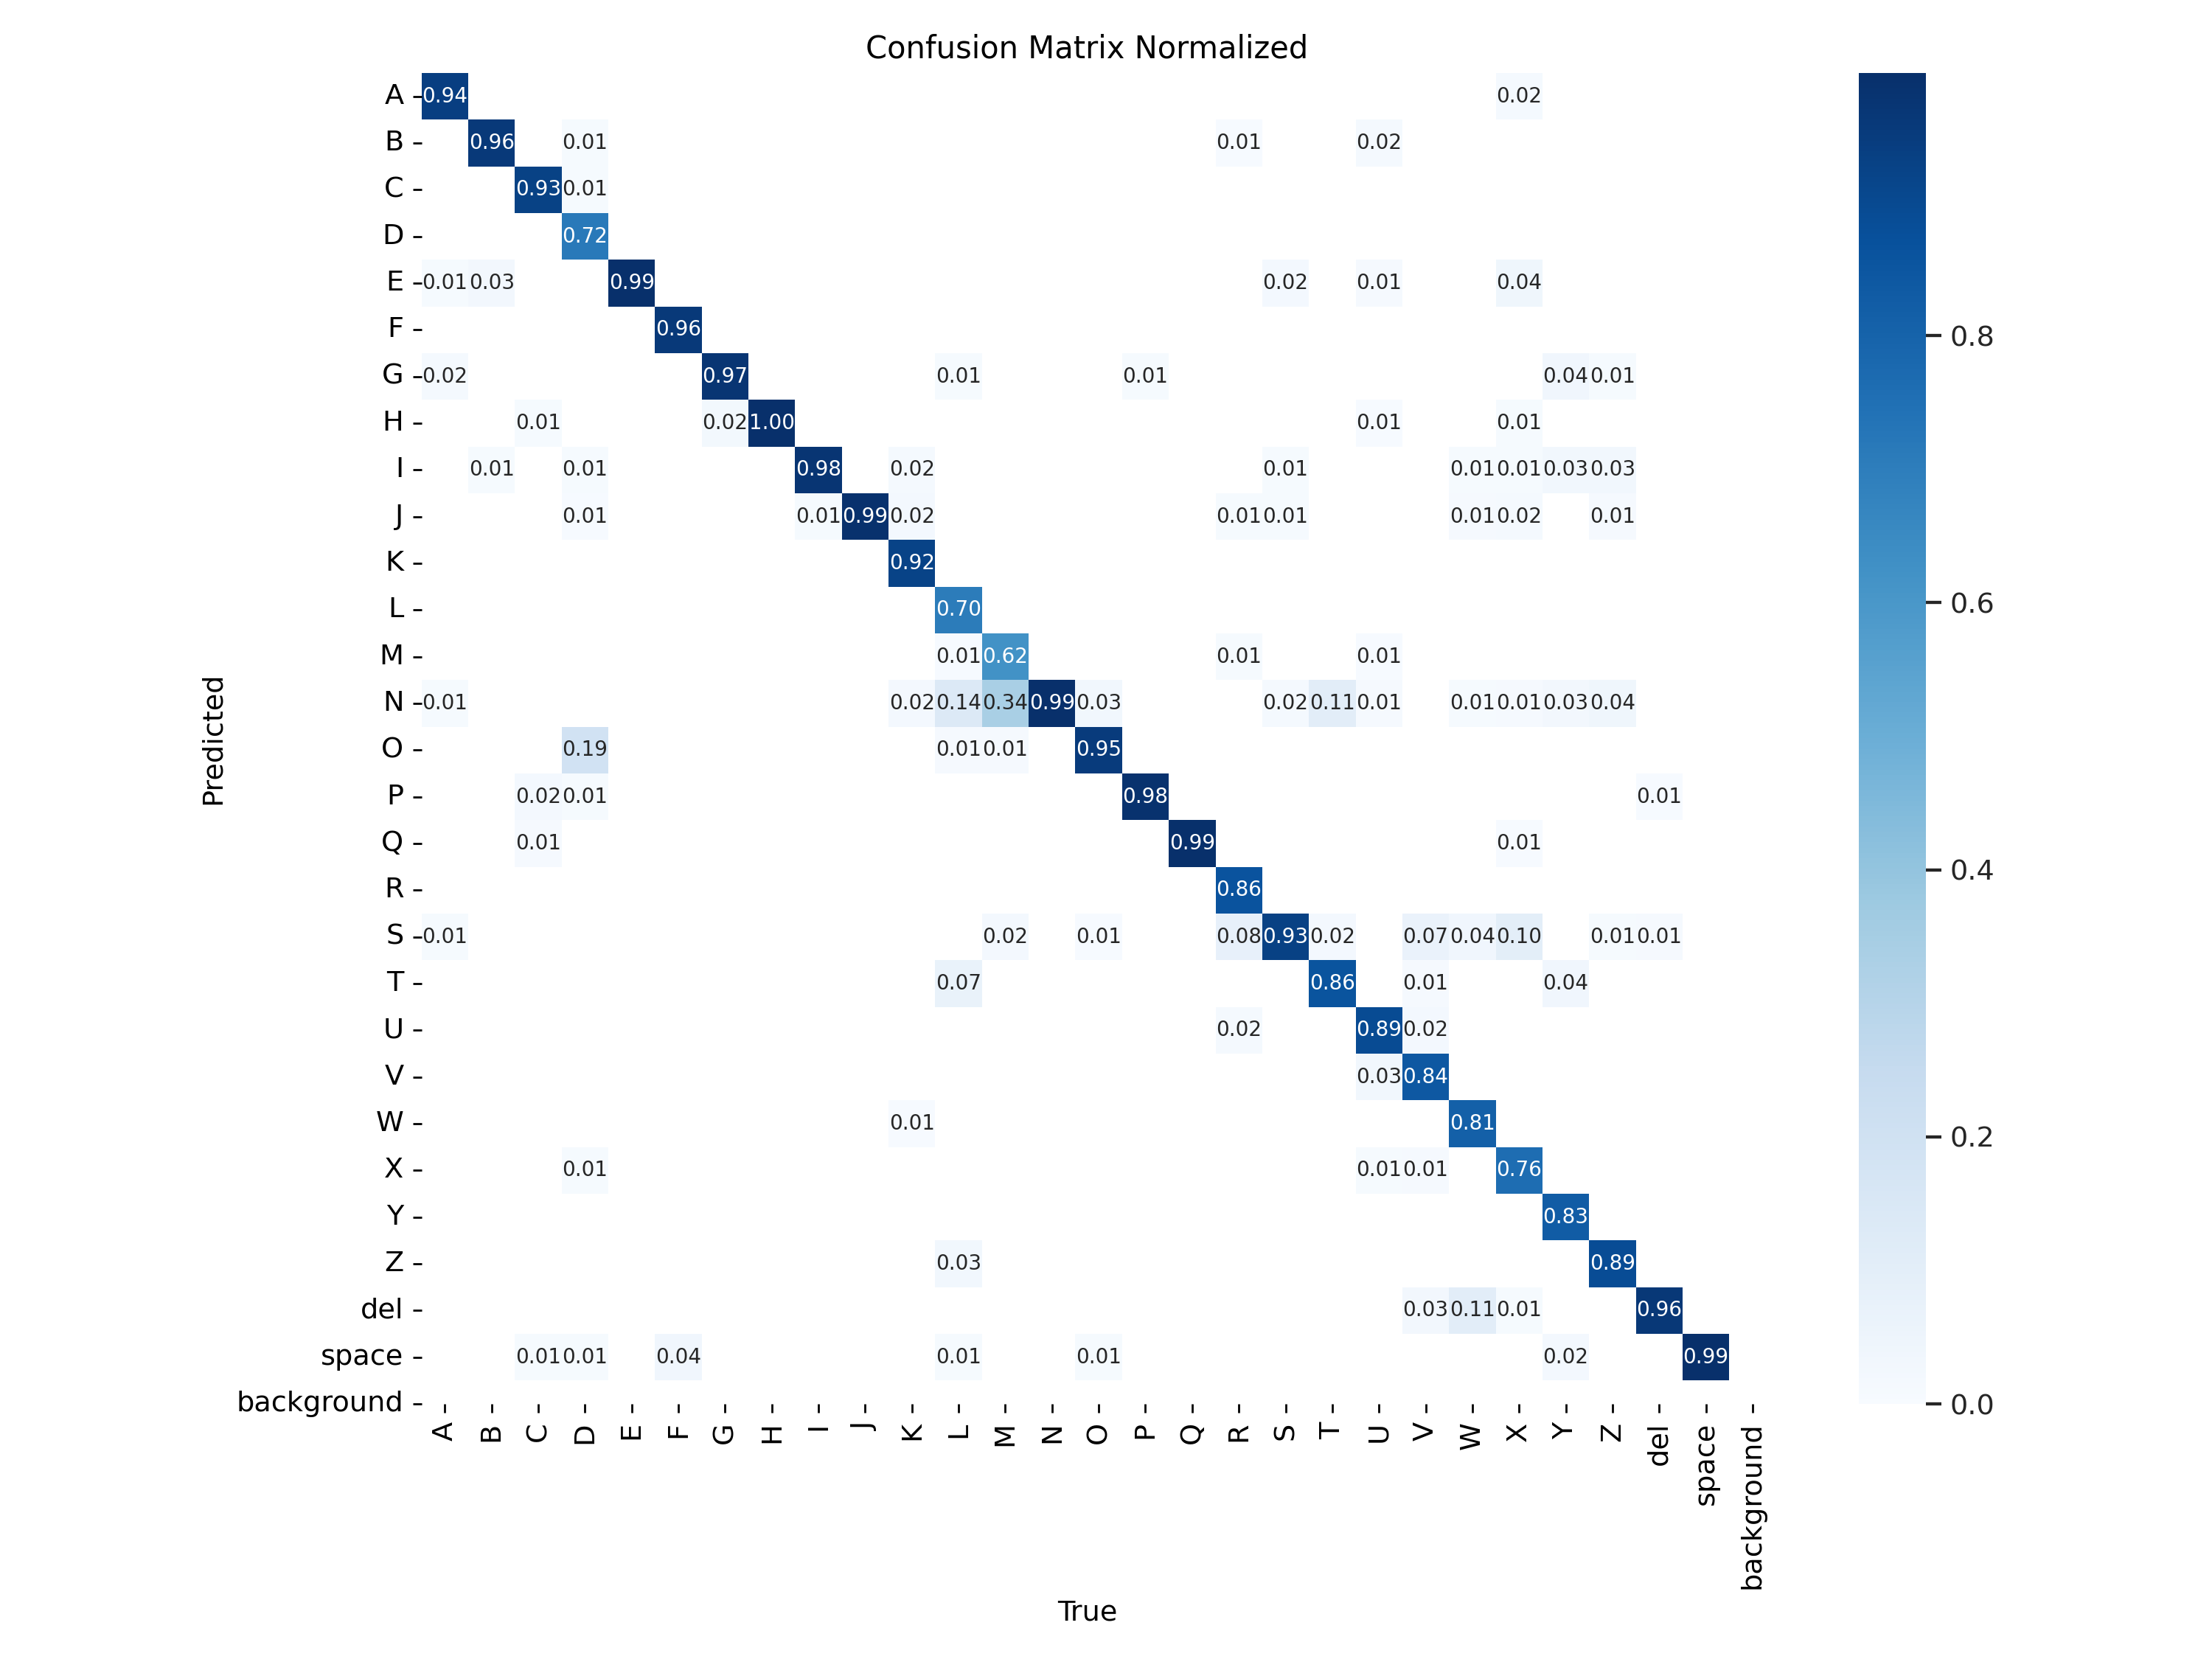 Confusion Matrix Normalized
A 0.94 0.02
B 0.96 0.01 0.01 0.02
C 0.93 0.01
D 0.72
E 0.01 0.03 0.99 0.02 0.01 0.04
F 0.96
G 0.02 0.97 0.01 0.01 0.04 0.01
H 0.01 0.02 1.00 0.01 0.01
I 0.01 0.01 0.98 0.02 0.01 0.01 0.01 0.03 0.03
J 0.01 0.01 0.99 0.02 0.01 0.01 0.01 0.02 0.01
K 0.92
L 0.70
M 0.01 0.62 0.01 0.01
N 0.01 0.02 0.14 0.34 0.99 0.03 0.02 0.11 0.01 0.01 0.01 0.03 0.04
O 0.19 0.01 0.01 0.95
P 0.02 0.01 0.98 0.01
Q 0.01 0.99 0.01
R 0.86
S 0.01 0.02 0.01 0.08 0.93 0.02 0.07 0.04 0.10 0.01 0.01
T 0.07 0.86 0.01 0.04
U 0.02 0.89 0.02
V 0.03 0.84
W 0.01 0.81
X 0.01 0.01 0.01 0.76
Y 0.83
Z 0.03 0.89
del 0.03 0.11 0.01 0.96
space 0.01 0.01 0.04 0.01 0.01 0.02 0.99
background
A B C D E F G H I J K L M N O P Q R S T U V W X Y Z del space background
Predicted
True
0.8
0.6
0.4
0.2
0.0